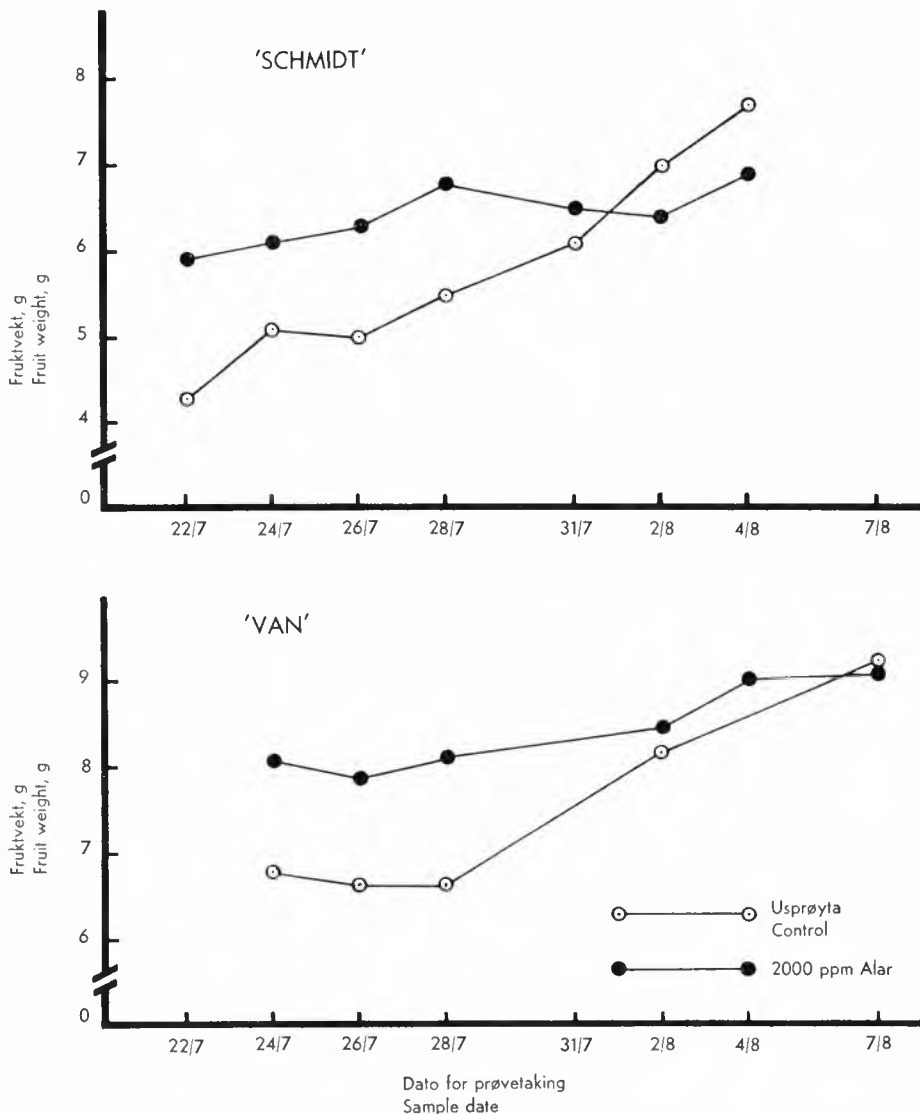 'SCHMIDT'
8
7
6
5
4
0
Fruktvekt, g
Fruit weight, g
22/7 24/7 26/7 28/7 31/7 2/8 4/8 7/8
'VAN'
9
8
7
6
0
Fruktvekt, g
Fruit weight, g
Usprøyta
Control
2000 ppm Alar
22/7 24/7 26/7 28/7 31/7 2/8 4/8 7/8
Dato for prøvetaking
Sample date